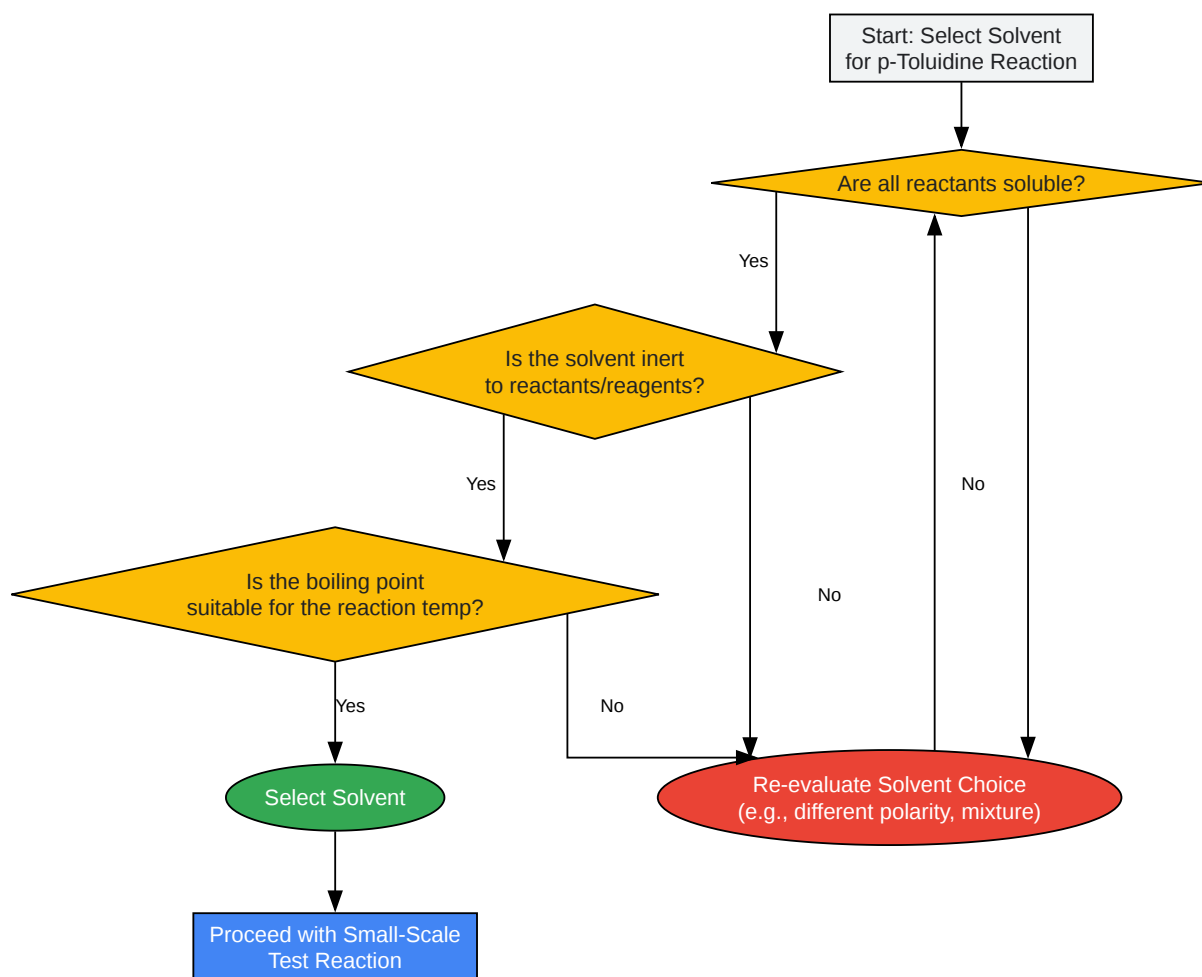 Start: Select Solvent
for p-Toluidine Reaction
Are all reactants soluble?
Yes
Is the solvent inert
to reactants/reagents?
Yes
No
No
Is the boiling point
suitable for the reaction temp?
Yes
No
Select Solvent
Re-evaluate Solvent Choice
(e.g., different polarity, mixture)
Proceed with Small-Scale
Test Reaction